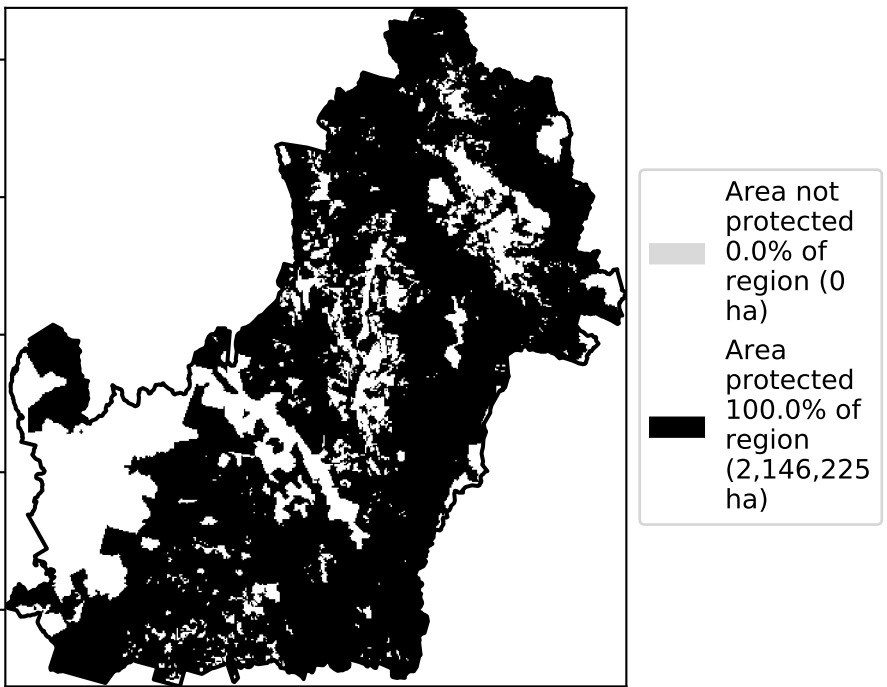 Area not
protected
0.0% of
region (0
ha)
Area
protected
100.0% of
region
(2,146,225
ha)